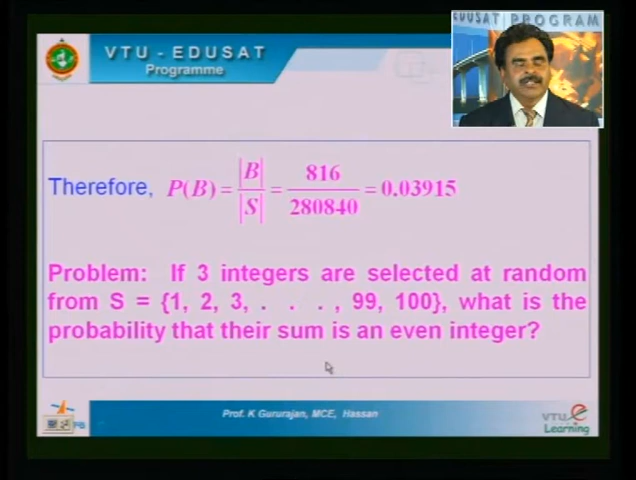 VTU - EDUSAT
Programme
EDUSAT PROGRAM
Therefore, P(B) = |B| / |S| = 816 / 280840 = 0.03915
Problem: If 3 integers are selected at random
from S = {1, 2, 3, . . . , 99, 100}, what is the
probability that their sum is an even integer?
Prof. K Gururajan, MCE, Hassan
VTU e
Learning